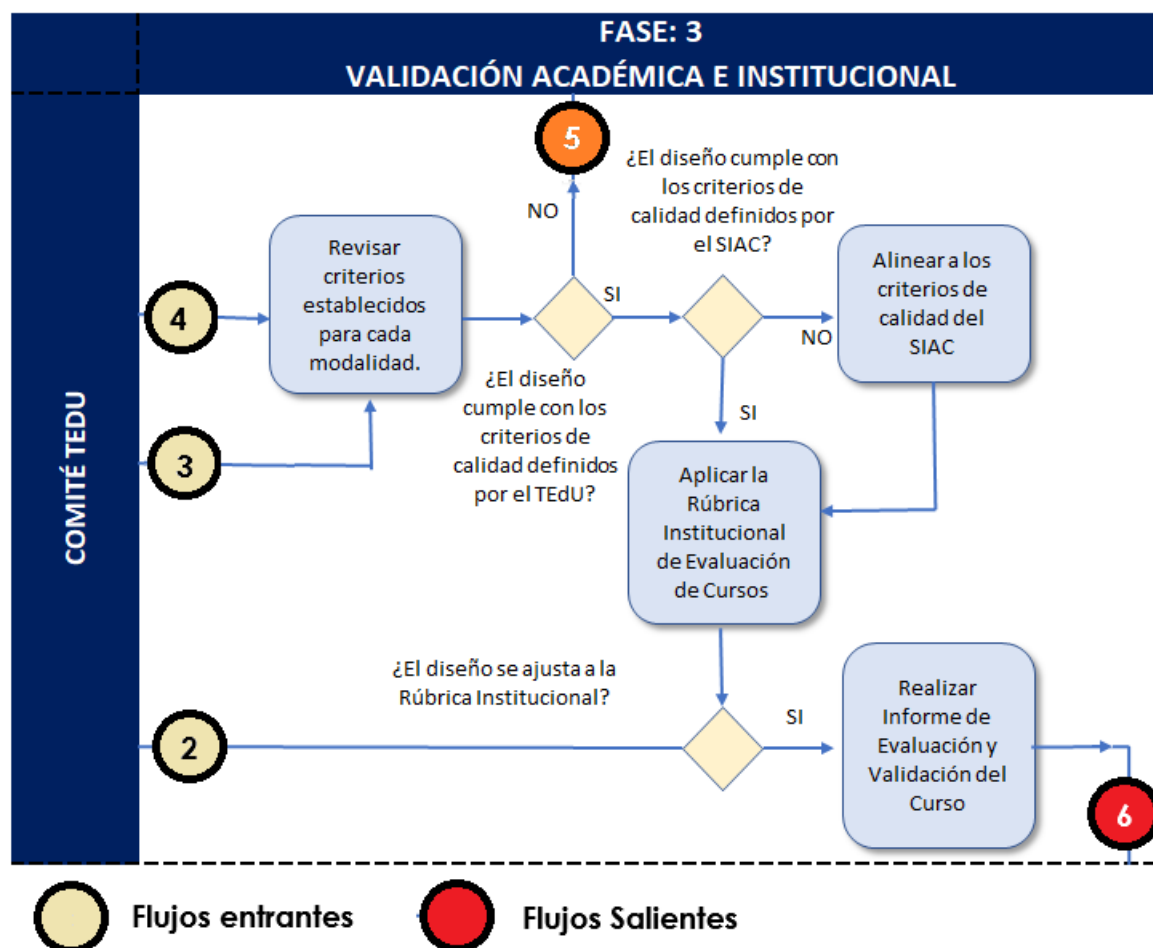 FASE: 3
VALIDACIÓN ACADÉMICA E INSTITUCIONAL
COMITÉ TEDU
5
¿El diseño cumple con
los criterios de
calidad definidos por
el SIAC?
NO
Revisar
criterios
establecidos
para cada
modalidad.
4
SI
NO
Alinear a los
criterios de
calidad del
SIAC
¿El diseño
cumple con los
criterios de
calidad definidos
por el TEdU?
SI
3
Aplicar la
Rúbrica
Institucional
de Evaluación
de Cursos
¿El diseño se ajusta a la
Rúbrica Institucional?
2
SI
Realizar
Informe de
Evaluación y
Validación del
Curso
6
Flujos entrantes
Flujos Salientes